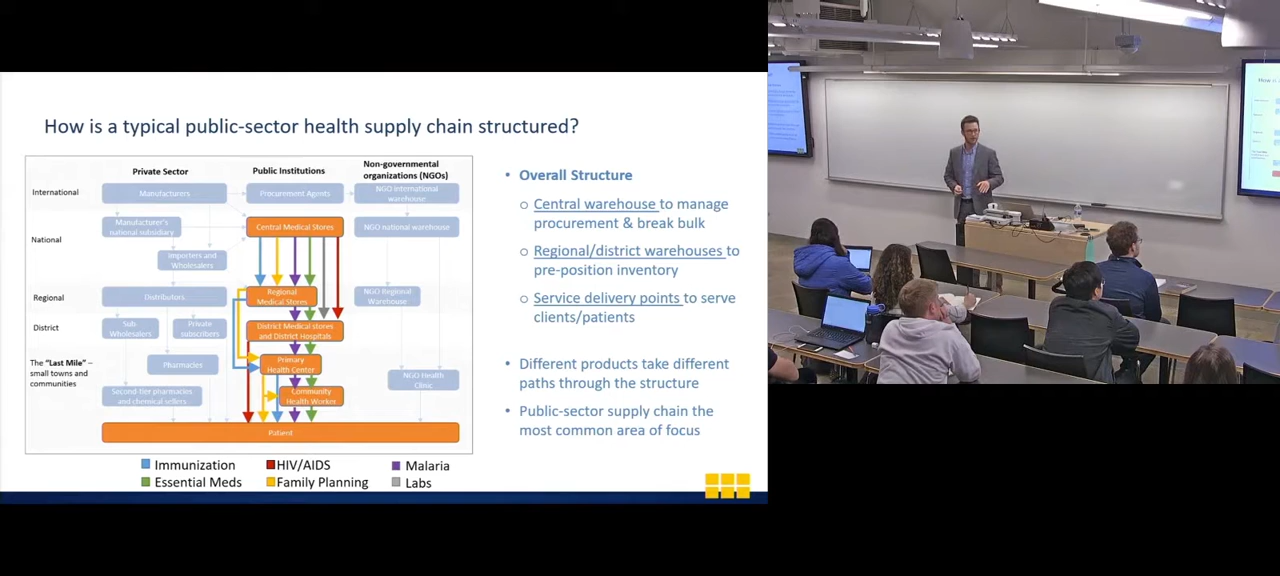 How is a typical public-sector health supply chain structured?
Private Sector
Public Institutions
Non-governmental
organizations (NGOs)
International
Manufacturers
Procurement Agents
NGO international
warehouse
National
Manufacturer's
national subsidiary
Central Medical Stores
NGO national warehouse
Importers and
Wholesalers
Regional
Distributors
Regional
Medical Stores
NGO Regional
Warehouse
District
Sub-
Wholesalers
Private
subscribers
District Medical stores
and District Hospitals
The "Last Mile" –
small towns and
communities
Pharmacies
Primary
Health Center
NGO Health
Clinic
Second-tier pharmacies
and chemical sellers
Community
Health Worker
Patient
Immunization
HIV/AIDS
Malaria
Essential Meds
Family Planning
Labs
• Overall Structure
o Central warehouse to manage
procurement & break bulk
o Regional/district warehouses to
pre-position inventory
o Service delivery points to serve
clients/patients
• Different products take different
paths through the structure
• Public-sector supply chain the
most common area of focus